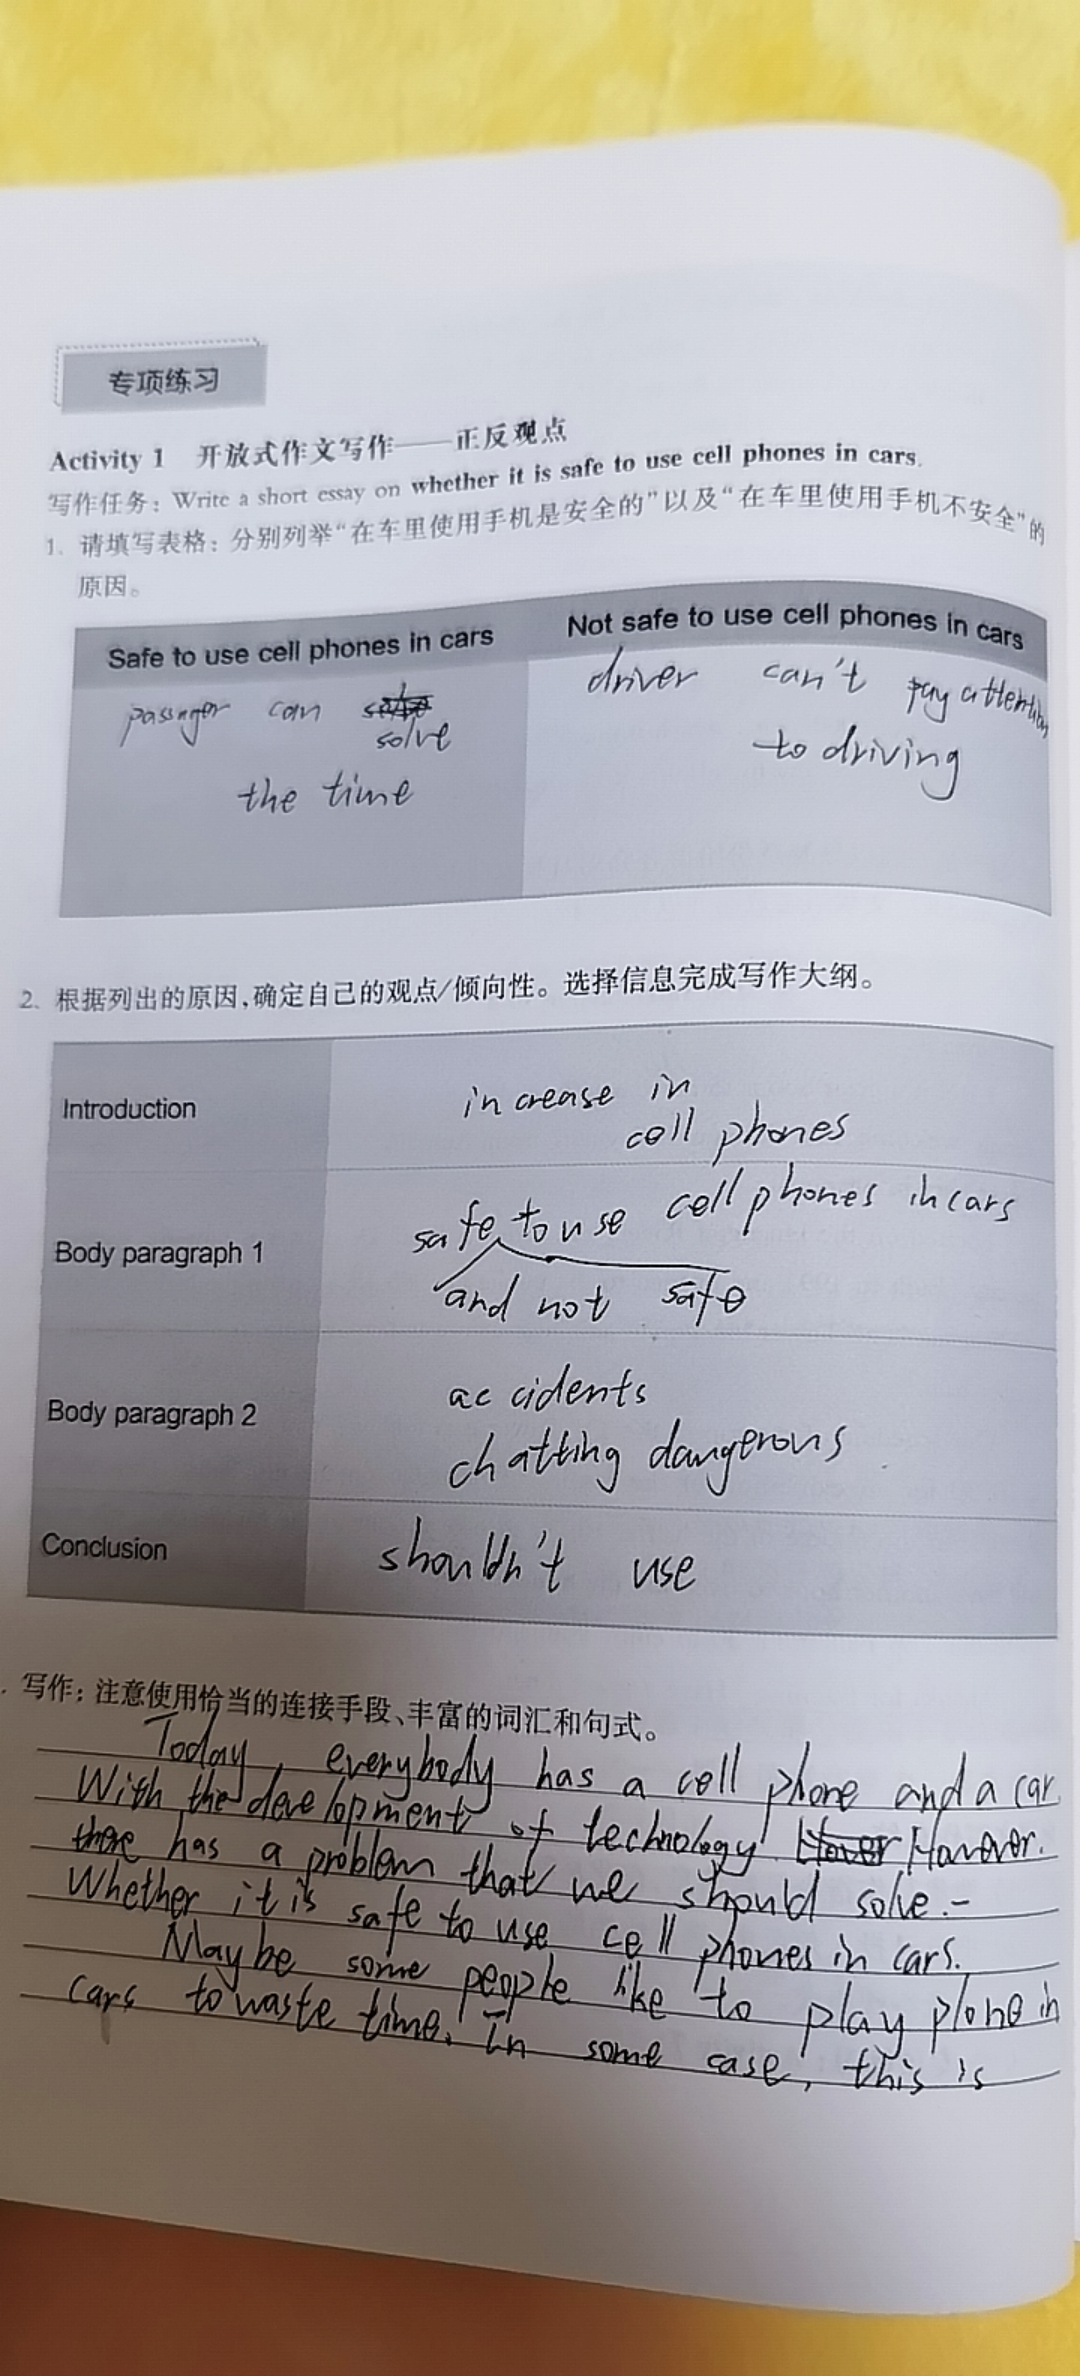 专项练习
Activity 1 开放式作文写作——正反观点
写作任务：Write a short essay on whether it is safe to use cell phones in cars.
1. 请填写表格：分别列举“在车里使用手机是安全的”以及“在车里使用手机不安全”的
原因。
Safe to use cell phones in cars
Not safe to use cell phones in cars
passnger can
solve
the time
driver can't pay attention
to driving
2. 根据列出的原因,确定自己的观点/倾向性。选择信息完成写作大纲。
Introduction
increase in
cell phones
Body paragraph 1
safe to use cell phones in cars
and not safe
Body paragraph 2
accidents
chatting dangerous
Conclusion
shouldn't use
. 写作：注意使用恰当的连接手段、丰富的词汇和句式。
Today, everybody has a cell phone and a car
With the development of technology. Harover.
there has a problem that we should solve.-
Whether it is safe to use cell phones in cars.
Maybe some people like to play plone in
cars to waste time. In some case, this is